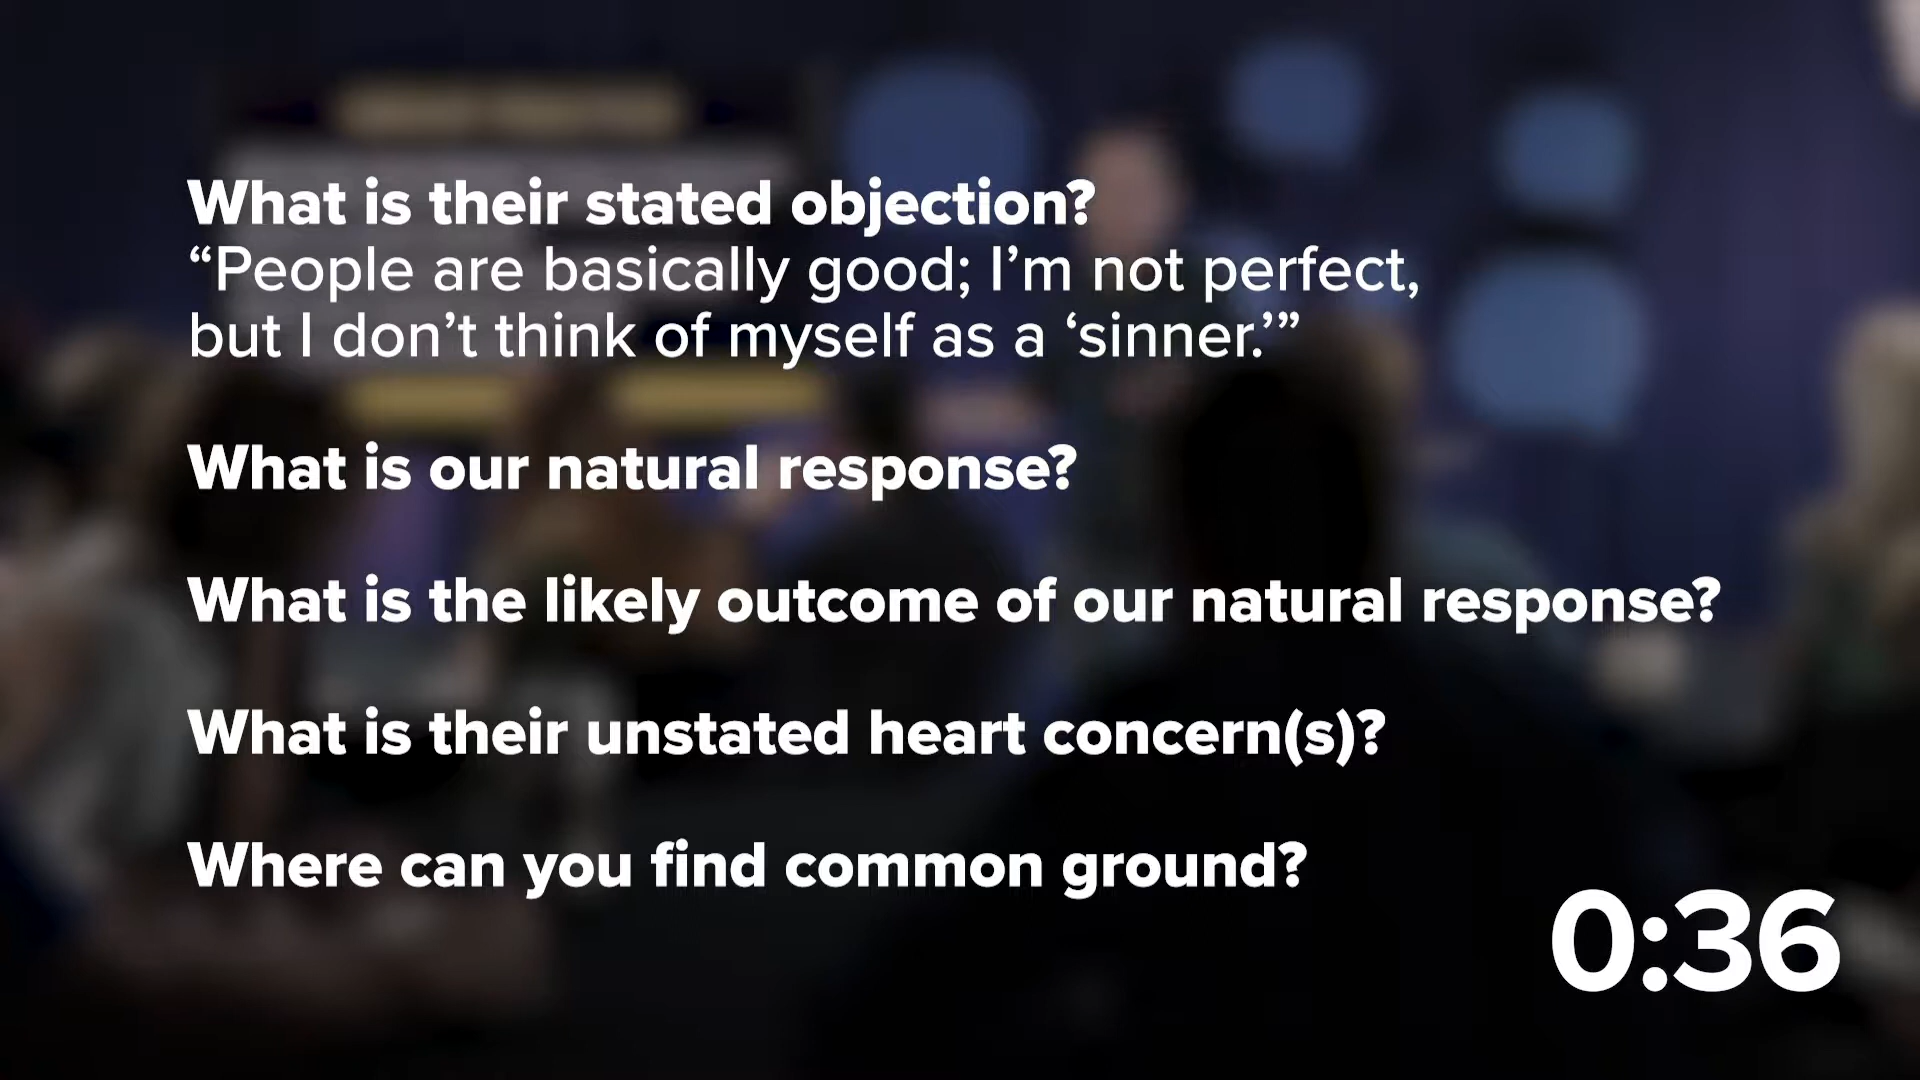 What is their stated objection?
“People are basically good; I’m not perfect,
but I don’t think of myself as a ‘sinner.’”
What is our natural response?
What is the likely outcome of our natural response?
What is their unstated heart concern(s)?
Where can you find common ground?
0:36